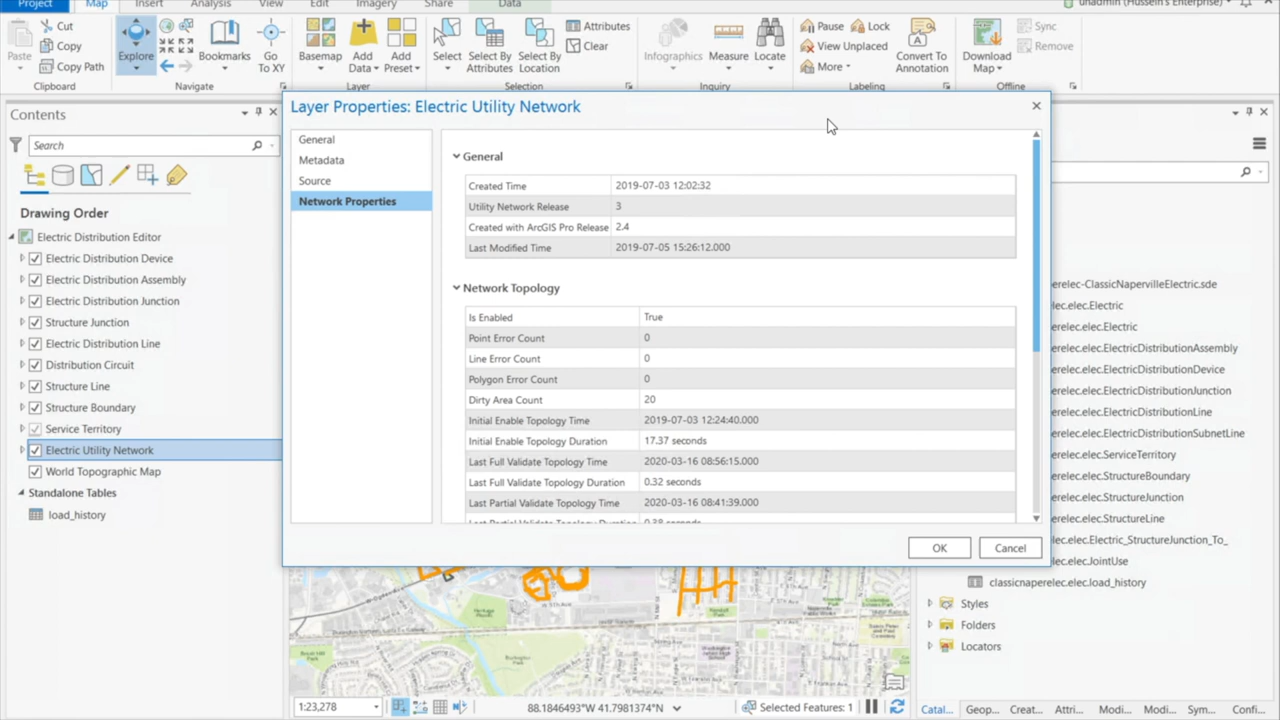 Project Map Insert Analysis View Edit Imagery Share Data unadmin (Hussein's Enterprise)
Cut
Copy
Copy Path
Paste
Clipboard
Explore
Bookmarks
Go To XY
Navigate
Basemap
Add Data
Add Preset
Layer
Select
Select By Attributes
Select By Location
Attributes
Clear
Selection
Infographics
Measure
Locate
Inquiry
Pause Lock
View Unplaced
More
Convert To Annotation
Labeling
Download Map
Sync
Remove
Offline
Contents
Search
Drawing Order
Electric Distribution Editor
Electric Distribution Device
Electric Distribution Assembly
Electric Distribution Junction
Structure Junction
Electric Distribution Line
Distribution Circuit
Structure Line
Structure Boundary
Service Territory
Electric Utility Network
World Topographic Map
Standalone Tables
load_history
Layer Properties: Electric Utility Network
General
Metadata
Source
Network Properties
General
Created Time 2019-07-03 12:02:32
Utility Network Release 3
Created with ArcGIS Pro Release 2.4
Last Modified Time 2019-07-05 15:26:12.000
Network Topology
Is Enabled True
Point Error Count 0
Line Error Count 0
Polygon Error Count 0
Dirty Area Count 20
Initial Enable Topology Time 2019-07-03 12:24:40.000
Initial Enable Topology Duration 17.37 seconds
Last Full Validate Topology Time 2020-03-16 08:56:15.000
Last Full Validate Topology Duration 0.32 seconds
Last Partial Validate Topology Time 2020-03-16 08:41:39.000
Last Partial Validate Topology Duration 0.38 seconds
OK Cancel
erelec-ClassicNapervilleElectric.sde
erelec.elec.Electric
erelec.elec.Electric
erelec.elec.ElectricDistributionAssembly
erelec.elec.ElectricDistributionDevice
erelec.elec.ElectricDistributionJunction
erelec.elec.ElectricDistributionLine
erelec.elec.ElectricDistributionSubnetLine
erelec.elec.ServiceTerritory
erelec.elec.StructureBoundary
erelec.elec.StructureJunction
erelec.elec.StructureLine
elec.elec.Electric_StructureJunction_To_
elec.elec.JointUse
classicnaperelec.elec.load_history
Styles
Folders
Locators
1:23,278
88.1846493°W 41.7981374°N
Selected Features: 1
Catal... Geop... Creat... Attri... Modi... Modi... Sym... Confi...